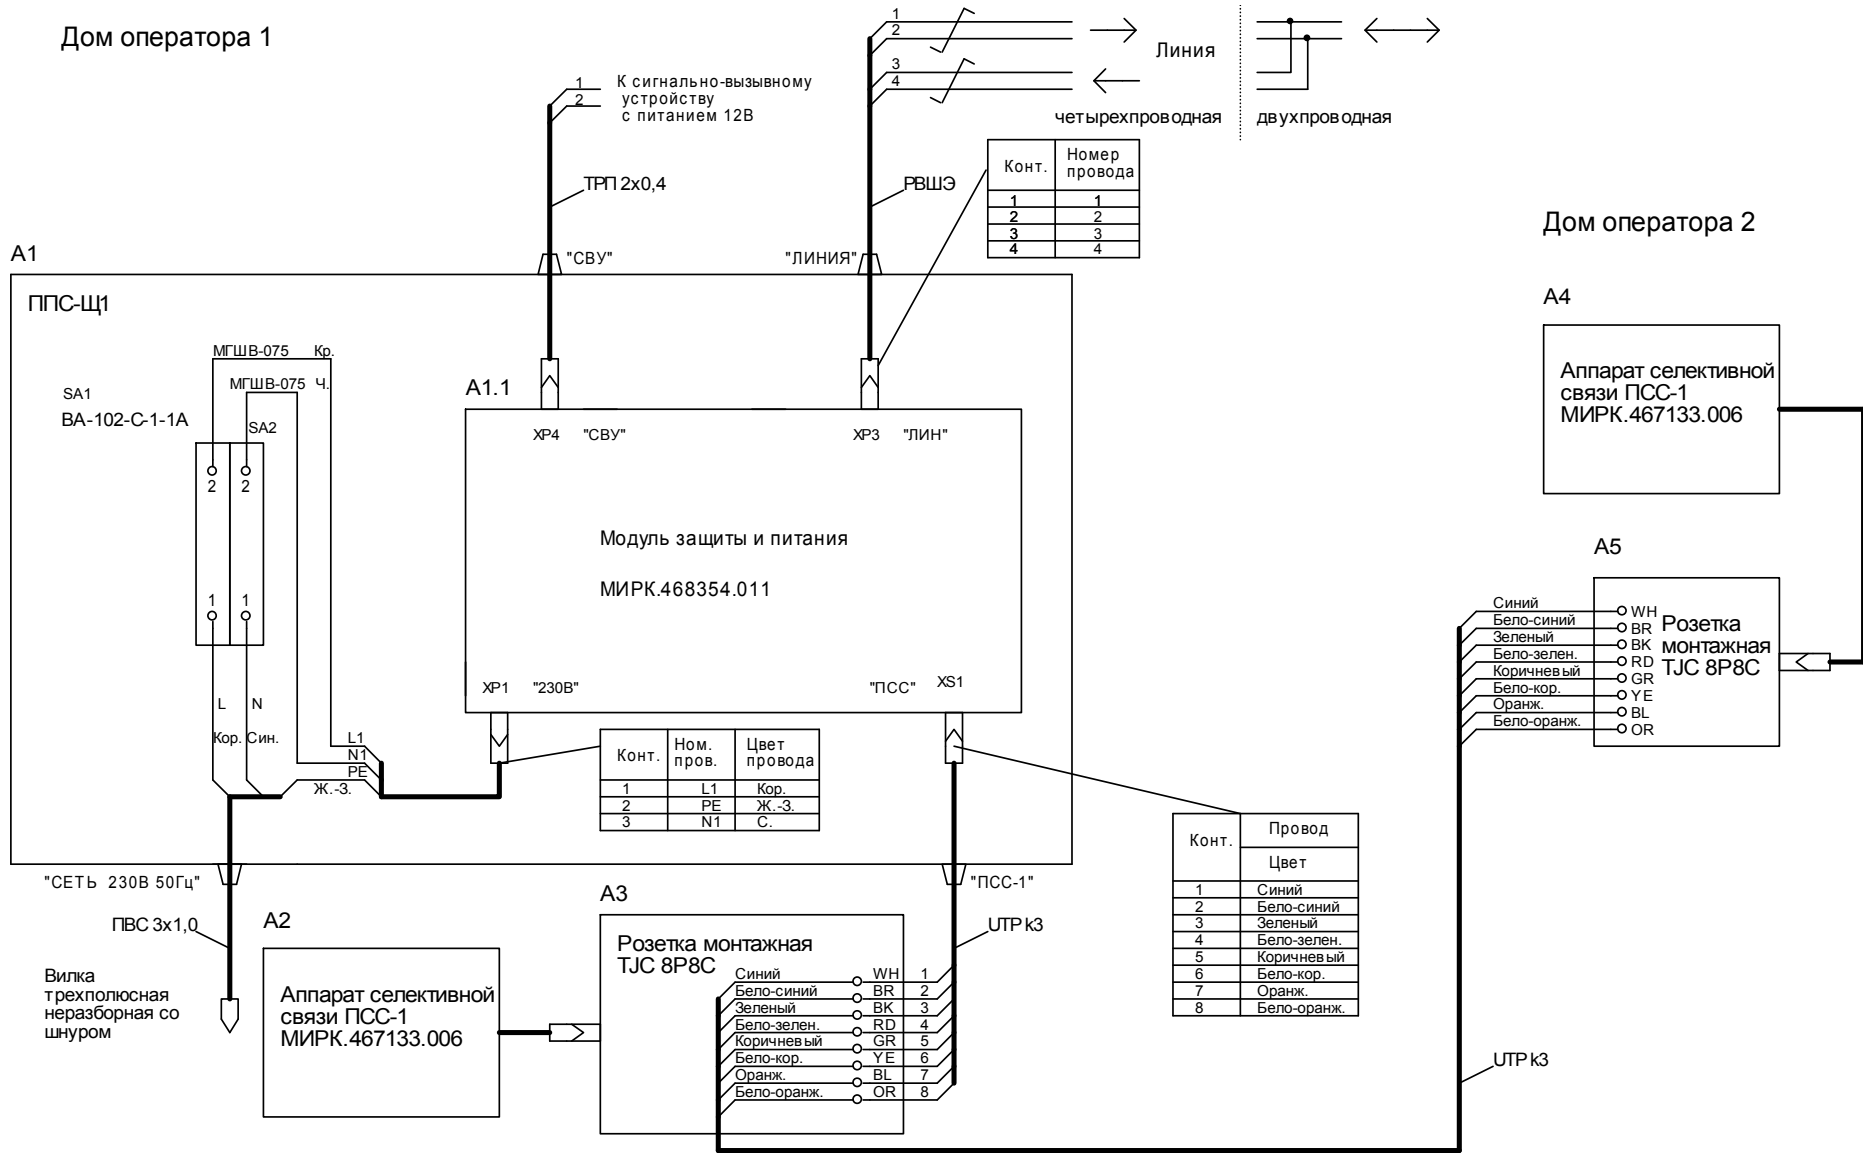 Дом оператора 1
1
2
К сигнально-вызывному
устройству
с питанием 12В
ТРП 2х0,4
1
2
3
4
Линия
четырехпроводная
двухпроводная
РВШЭ
Конт. Номер провода
1 1
2 2
3 3
4 4
Дом оператора 2
А1
"СВУ"
"ЛИНИЯ"
ППС-Щ1
МГШВ-075 Кр.
МГШВ-075 Ч.
SA1
ВА-102-С-1-1А
SA2
2 2
1 1
L N
Кор. Син.
L1
N1
PE
Ж.-З.
А1.1
ХР4 "СВУ"
ХР3 "ЛИН"
Модуль защиты и питания
МИРК.468354.011
ХР1 "230В"
"ПСС" XS1
Конт. Ном. пров. Цвет провода
1 L1 Кор.
2 PE Ж.-З.
3 N1 С.
"СЕТЬ 230В 50Гц"
"ПСС-1"
ПВС 3х1,0
Вилка
трехполюсная
неразборная со
шнуром
А2
Аппарат селективной
связи ПСС-1
МИРК.467133.006
А3
Розетка монтажная
TJC 8P8C
Синий WH 1
Бело-синий BR 2
Зеленый BK 3
Бело-зелен. RD 4
Коричневый GR 5
Бело-кор. YE 6
Оранж. BL 7
Бело-оранж. OR 8
UTP k3
Конт. Провод
Цвет
1 Синий
2 Бело-синий
3 Зеленый
4 Бело-зелен.
5 Коричневый
6 Бело-кор.
7 Оранж.
8 Бело-оранж.
А4
Аппарат селективной
связи ПСС-1
МИРК.467133.006
А5
Синий WH
Бело-синий BR
Зеленый BK
Бело-зелен. RD
Коричневый GR
Бело-кор. YE
Оранж. BL
Бело-оранж. OR
Розетка
монтажная
TJC 8P8C
UTP k3